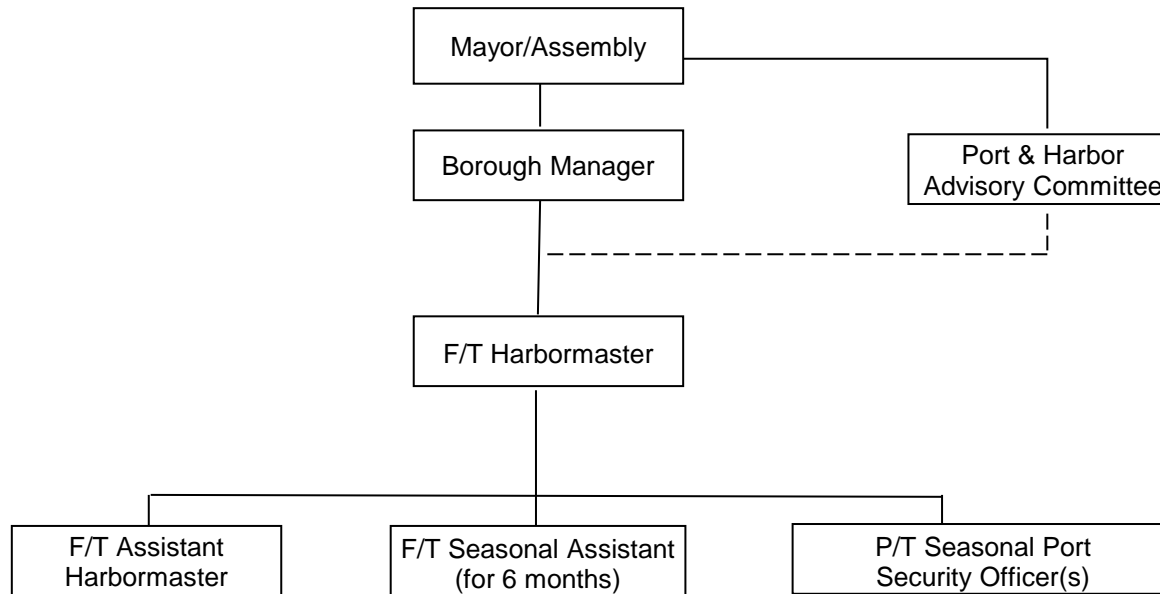 Mayor/Assembly
Borough Manager
Port & Harbor
Advisory Committee
F/T Harbormaster
F/T Assistant
Harbormaster
F/T Seasonal Assistant
(for 6 months)
P/T Seasonal Port
Security Officer(s)